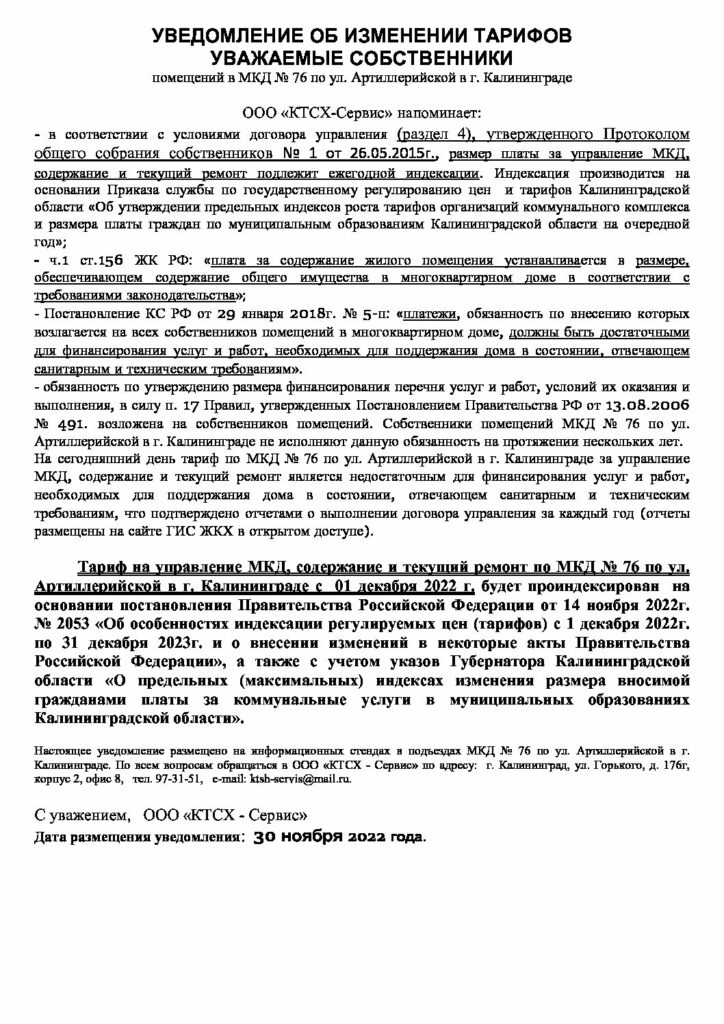 УВЕДОМЛЕНИЕ ОБ ИЗМЕНЕНИИ ТАРИФОВ
УВАЖАЕМЫЕ СОБСТВЕННИКИ
помещений в МКД № 76 по ул. Артиллерийской в г. Калининграде
ООО «КТСХ-Сервис» напоминает:
- в соответствии с условиями договора управления (раздел 4), утвержденного Протоколом
общего собрания собственников № 1 от 26.05.2015г., размер платы за управление МКД,
содержание и текущий ремонт подлежит ежегодной индексации. Индексация производится на
основании Приказа службы по государственному регулированию цен и тарифов Калининградской
области «Об утверждении предельных индексов роста тарифов организаций коммунального комплекса
и размера платы граждан по муниципальным образованиям Калининградской области на очередной
год»;
- ч.1 ст.156 ЖК РФ: «плата за содержание жилого помещения устанавливается в размере,
обеспечивающем содержание общего имущества в многоквартирном доме в соответствии с
требованиями законодательства»;
- Постановление КС РФ от 29 января 2018г. № 5-п: «платежи, обязанность по внесению которых
возлагается на всех собственников помещений в многоквартирном доме, должны быть достаточными
для финансирования услуг и работ, необходимых для поддержания дома в состоянии, отвечающем
санитарным и техническим требованиям».
- обязанность по утверждению размера финансирования перечня услуг и работ, условий их оказания и
выполнения, в силу п. 17 Правил, утвержденных Постановлением Правительства РФ от 13.08.2006
№ 491. возложена на собственников помещений. Собственники помещений МКД № 76 по ул.
Артиллерийской в г. Калининграде не исполняют данную обязанность на протяжении нескольких лет.
На сегодняшний день тариф по МКД № 76 по ул. Артиллерийской в г. Калининграде за управление
МКД, содержание и текущий ремонт является недостаточным для финансирования услуг и работ,
необходимых для поддержания дома в состоянии, отвечающем санитарным и техническим
требованиям, что подтверждено отчетами о выполнении договора управления за каждый год (отчеты
размещены на сайте ГИС ЖКХ в открытом доступе).
Тариф на управление МКД, содержание и текущий ремонт по МКД № 76 по ул.
Артиллерийской в г. Калининграде с 01 декабря 2022 г. будет проиндексирован на
основании постановления Правительства Российской Федерации от 14 ноября 2022г.
№ 2053 «Об особенностях индексации регулируемых цен (тарифов) с 1 декабря 2022г.
по 31 декабря 2023г. и о внесении изменений в некоторые акты Правительства
Российской Федерации», а также с учетом указов Губернатора Калининградской
области «О предельных (максимальных) индексах изменения размера вносимой
гражданами платы за коммунальные услуги в муниципальных образованиях
Калининградской области».
Настоящее уведомление размещено на информационных стендах в подъездах МКД № 76 по ул. Артиллерийской в г.
Калининграде. По всем вопросам обращаться в ООО «КТСХ - Сервис» по адресу: г. Калининград, ул. Горького, д. 176г,
корпус 2, офис 8, тел. 97-31-51, e-mail: ktsh-servis@mail.ru.
С уважением, ООО «КТСХ - Сервис»
Дата размещения уведомления: 30 ноября 2022 года.